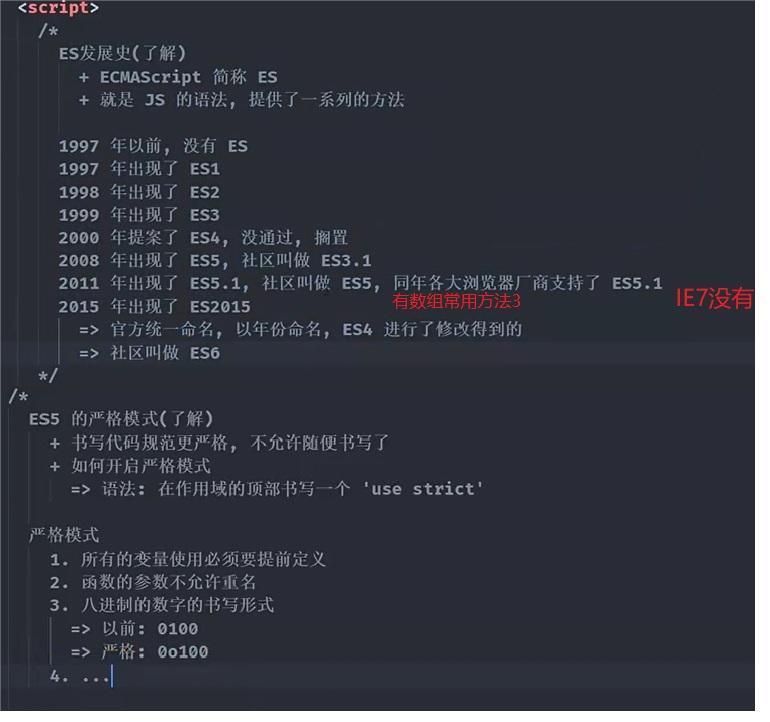 <script>
/*
ES发展史(了解)
+ ECMAScript 简称 ES
+ 就是 JS 的语法, 提供了一系列的方法
1997 年以前, 没有 ES
1997 年出现了 ES1
1998 年出现了 ES2
1999 年出现了 ES3
2000 年提案了 ES4, 没通过, 搁置
2008 年出现了 ES5, 社区叫做 ES3.1
2011 年出现了 ES5.1, 社区叫做 ES5, 同年各大浏览器厂商支持了 ES5.1
有数组常用方法3
IE7没有
2015 年出现了 ES2015
=> 官方统一命名, 以年份命名, ES4 进行了修改得到的
=> 社区叫做 ES6
*/
/*
ES5 的严格模式(了解)
+ 书写代码规范更严格, 不允许随便书写了
+ 如何开启严格模式
=> 语法: 在作用域的顶部书写一个 'use strict'
严格模式
1. 所有的变量使用必须要提前定义
2. 函数的参数不允许重名
3. 八进制的数字的书写形式
=> 以前: 0100
=> 严格: 0o100
4. ...